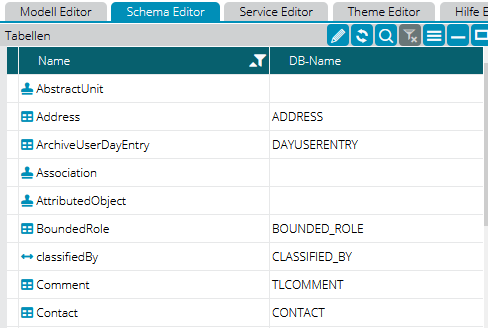 Modell Editor Schema Editor Service Editor Theme Editor Hilfe E
Tabellen
Name DB-Name
AbstractUnit
Address ADDRESS
ArchiveUserDayEntry DAYUSERENTRY
Association
AttributedObject
BoundedRole BOUNDED_ROLE
classifiedBy CLASSIFIED_BY
Comment TLCOMMENT
Contact CONTACT